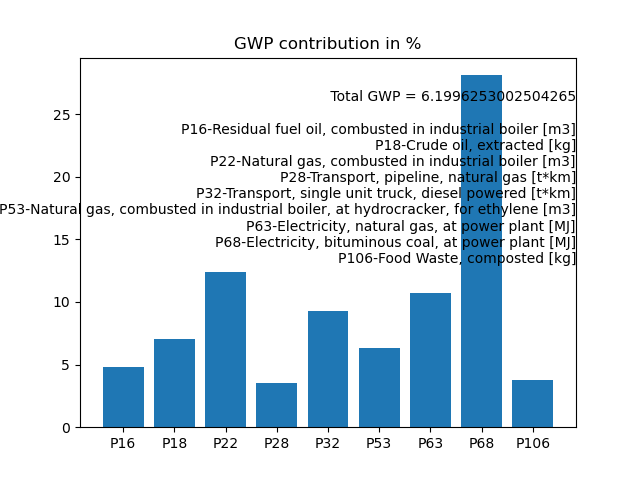 GWP contribution in %
Total GWP = 6.1996253002504265
P16-Residual fuel oil, combusted in industrial boiler [m3]
P18-Crude oil, extracted [kg]
P22-Natural gas, combusted in industrial boiler [m3]
P28-Transport, pipeline, natural gas [t*km]
P32-Transport, single unit truck, diesel powered [t*km]
P53-Natural gas, combusted in industrial boiler, at hydrocracker, for ethylene [m3]
P63-Electricity, natural gas, at power plant [MJ]
P68-Electricity, bituminous coal, at power plant [MJ]
P106-Food Waste, composted [kg]
25
20
15
10
5
0
P16 P18 P22 P28 P32 P53 P63 P68 P106